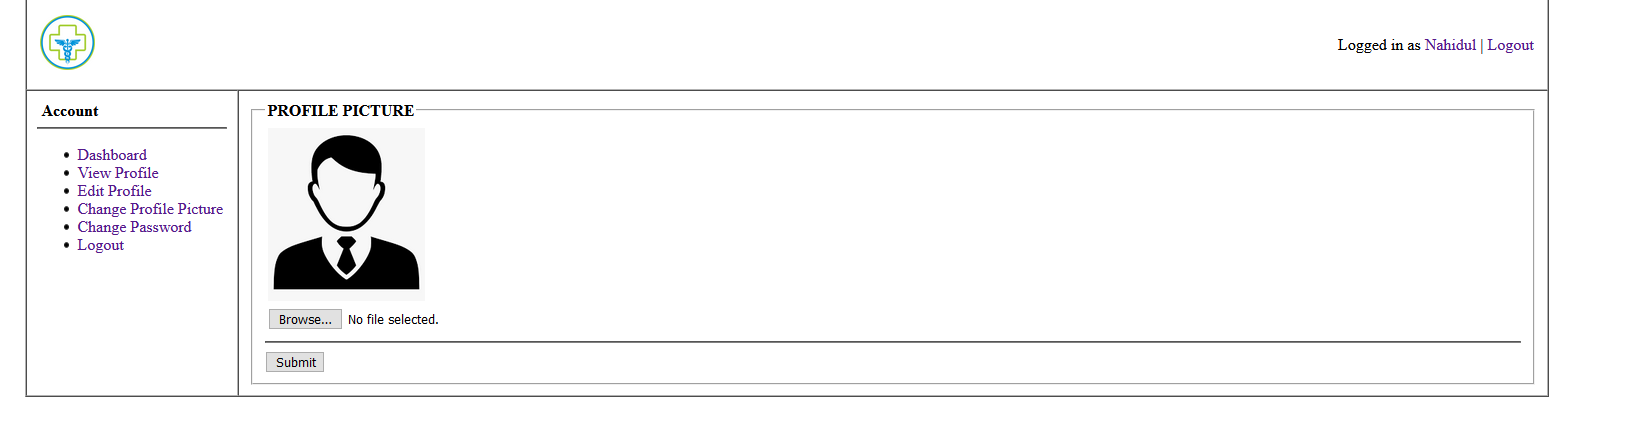 Logged in as Nahidul | Logout
Account
Dashboard
View Profile
Edit Profile
Change Profile Picture
Change Password
Logout
PROFILE PICTURE
Browse... No file selected.
Submit